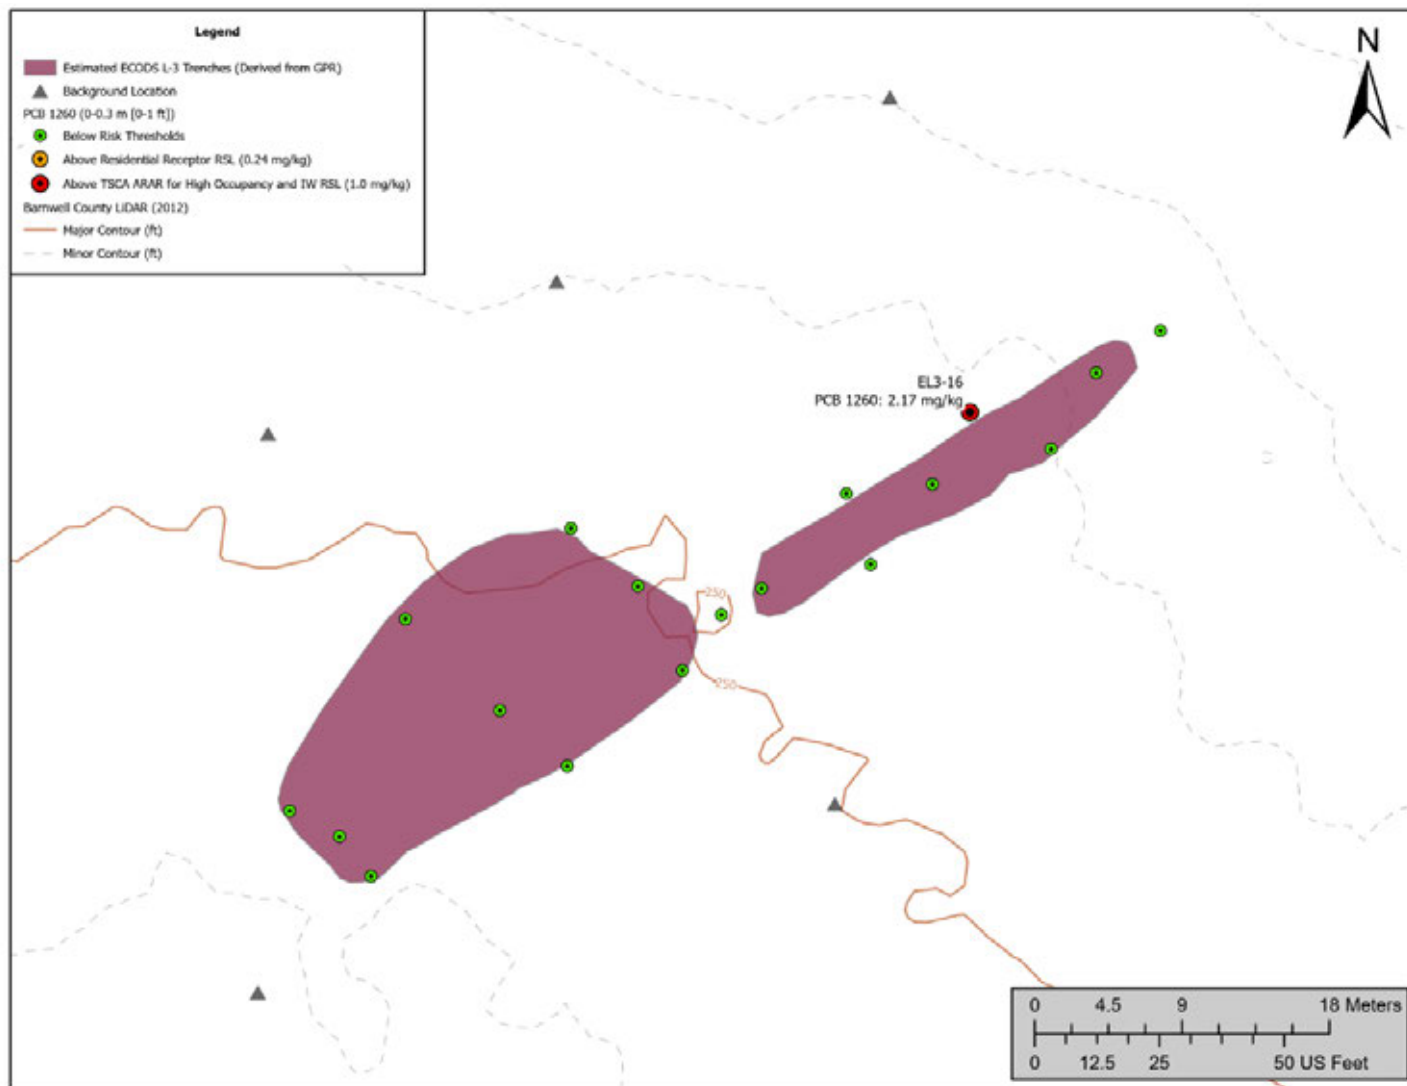 Legend
Estimated ECODS L-3 Trenches (Derived from GPR)
Background Location
PCB 1260 (0-0.3 m [0-1 ft])
Below Risk Thresholds
Above Residential Receptor RSL (0.24 mg/kg)
Above TSCA ARAR for High Occupancy and IW RSL (1.0 mg/kg)
Barnwell County LiDAR (2012)
Major Contour (ft)
Minor Contour (ft)
N
EL3-16
PCB 1260: 2.17 mg/kg
250
250
0 4.5 9 18 Meters
0 12.5 25 50 US Feet